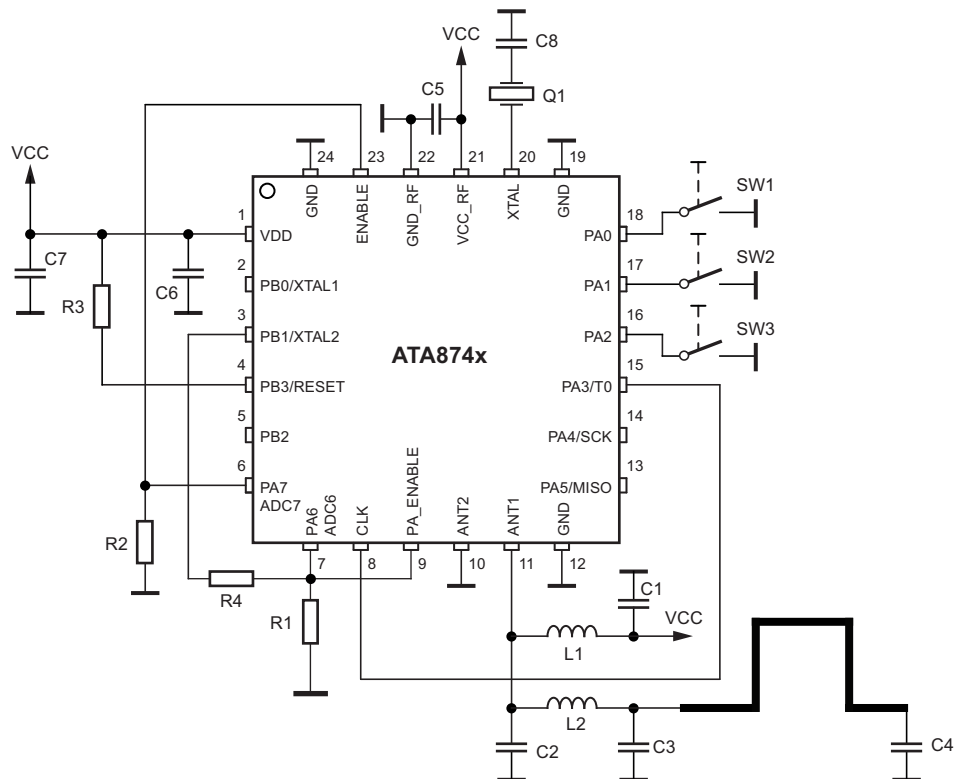 C8
VCC
C5
Q1
24 23 22 21 20 19
VCC
GND
ENABLE
GND_RF
VCC_RF
XTAL
GND
SW1
18
1
VDD
PA0
C7
C6
SW2
17
2
PB0/XTAL1
PA1
R3
SW3
16
3
PB1/XTAL2
PA2
ATA874x
15
4
PB3/RESET
PA3/T0
14
5
PB2
PA4/SCK
13
6
PA7
ADC7
PA5/MISO
PA6
ADC6
CLK
PA_ENABLE
ANT2
ANT1
GND
R2
7 8 9 10 11 12
R4
C1
R1
VCC
L1
L2
C2
C3
C4